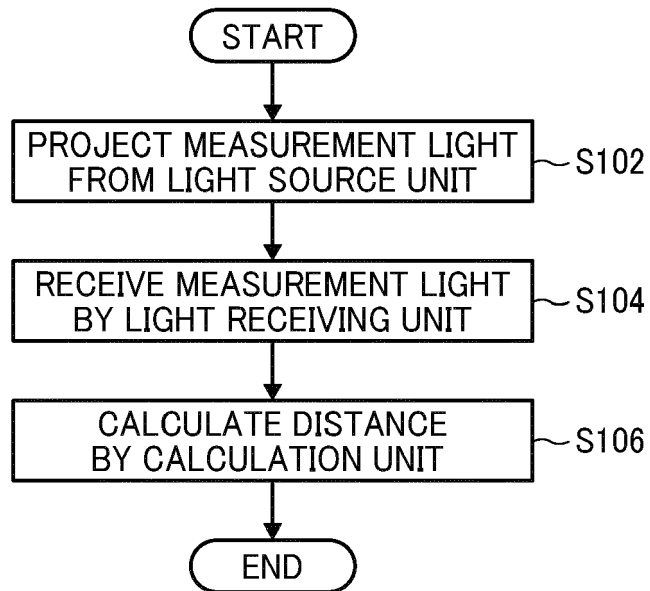 START
PROJECT MEASUREMENT LIGHT
FROM LIGHT SOURCE UNIT
S102
RECEIVE MEASUREMENT LIGHT
BY LIGHT RECEIVING UNIT
S104
CALCULATE DISTANCE
BY CALCULATION UNIT
S106
END